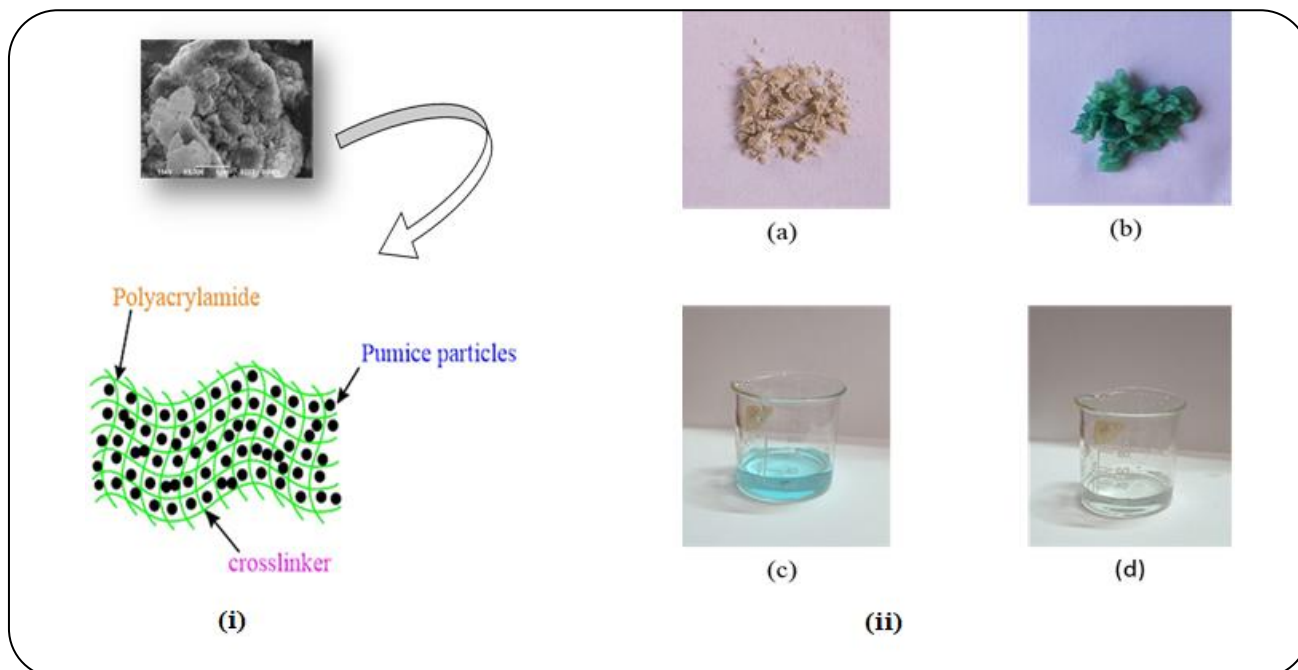 Polyacrylamide
Pumice particles
crosslinker
(i)
(a)
(b)
(c)
(d)
(ii)